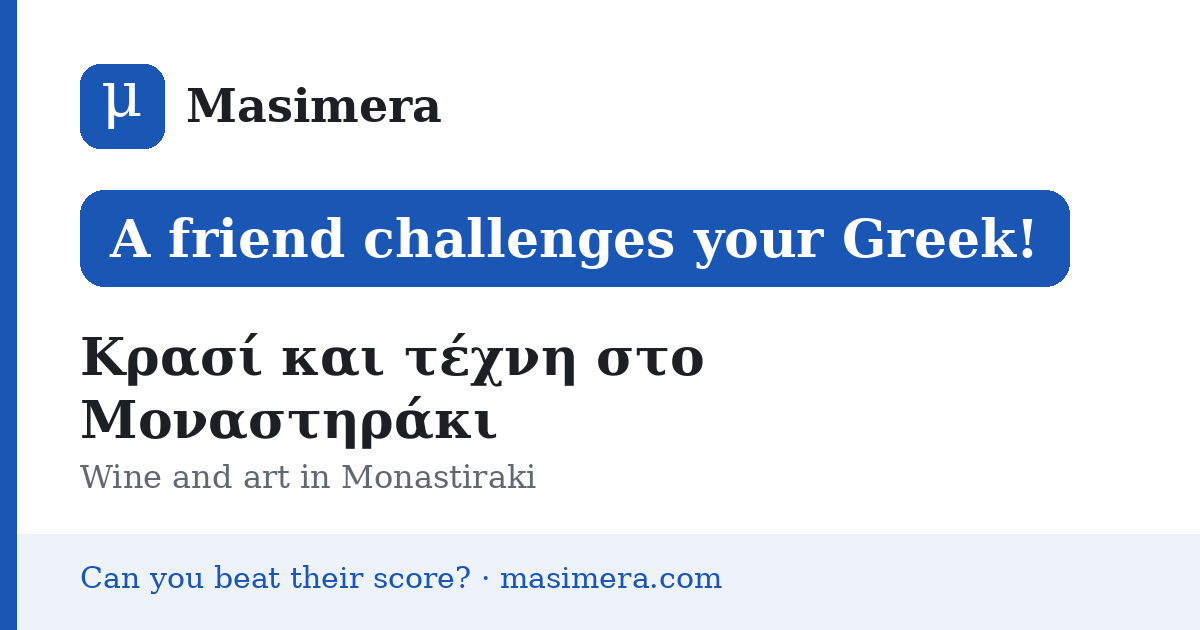 μ Masimera
A friend challenges your Greek!
Κρασί και τέχνη στο
Μοναστηράκι
Wine and art in Monastiraki
Can you beat their score? · masimera.com